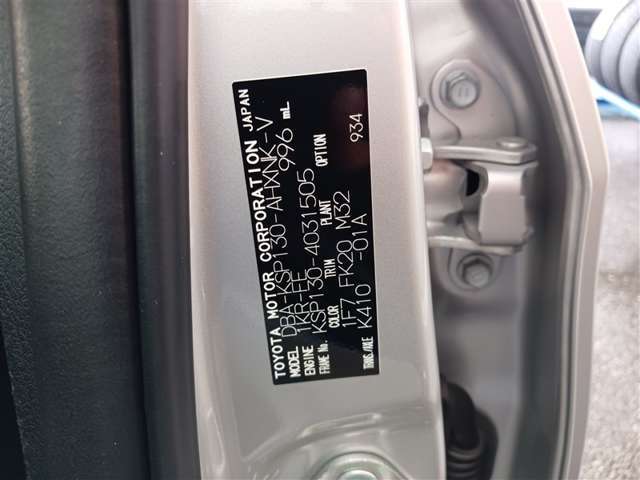 TOYOTA MOTOR CORPORATION JAPAN
MODEL DBA-KSP130-AHXNK-V
ENGINE 1KR-FE 996 mL
FRAME No. KSP130-4031505
COLOR TRIM PLANT OPTION
1F7 FK20 M32 934
TRANS/AXLE K410 -01A